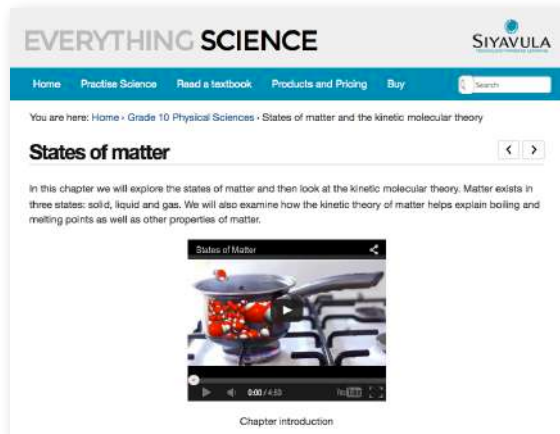 EVERYTHING SCIENCE
SIYAVULA
Home Practise Science Read a textbook Products and Pricing Buy Search
You are here: Home › Grade 10 Physical Sciences › States of matter and the kinetic molecular theory
States of matter
In this chapter we will explore the states of matter and then look at the kinetic molecular theory. Matter exists in
three states: solid, liquid and gas. We will also examine how the kinetic theory of matter helps explain boiling and
melting points as well as other properties of matter.
States of Matter
0:00 / 4:53
YouTube
Chapter introduction